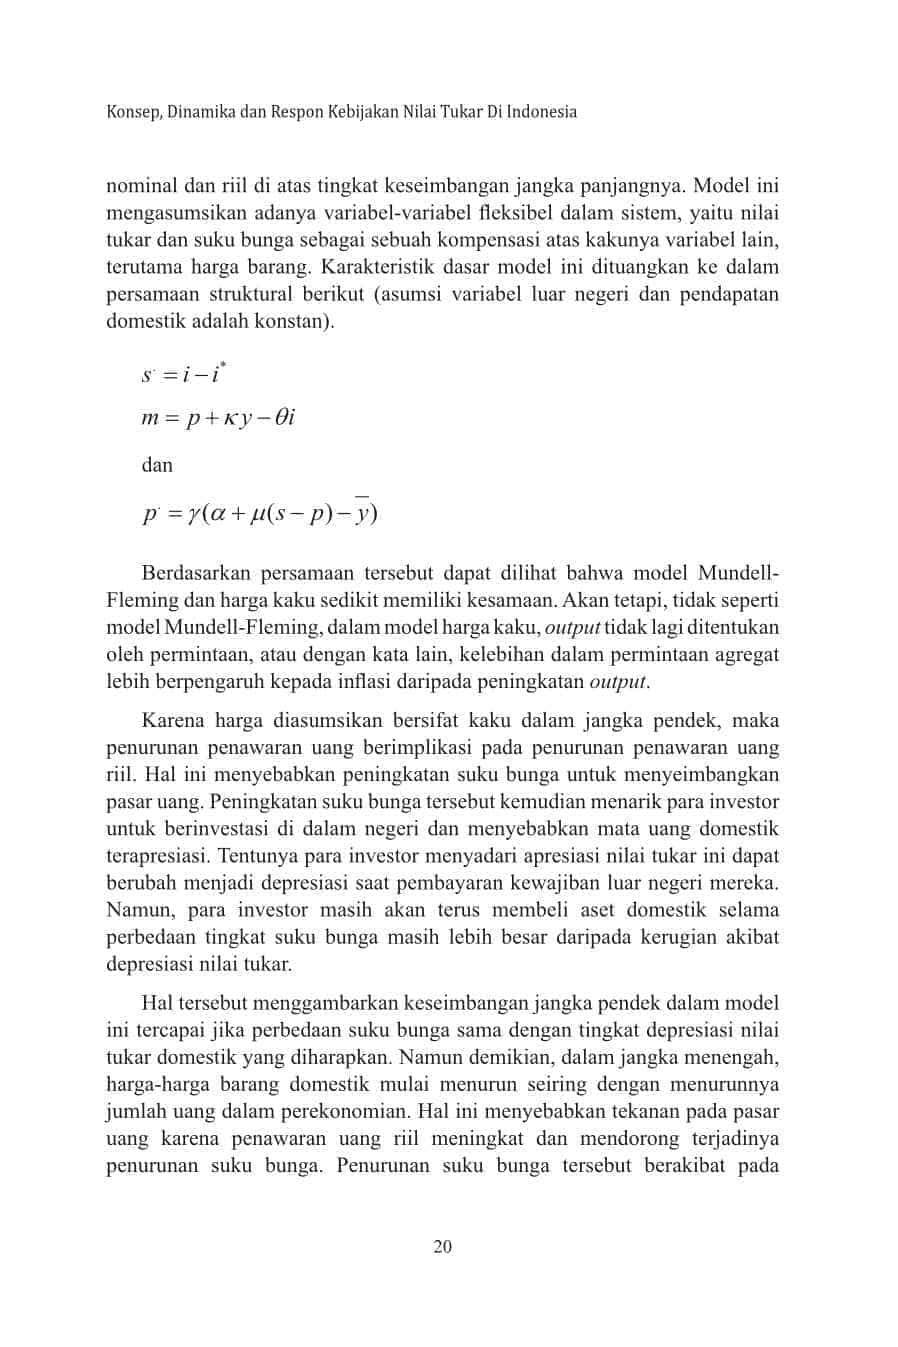 Konsep, Dinamika dan Respon Kebijakan Nilai Tukar Di Indonesia
nominal dan riil di atas tingkat keseimbangan jangka panjangnya. Model ini
mengasumsikan adanya variabel-variabel fleksibel dalam sistem, yaitu nilai
tukar dan suku bunga sebagai sebuah kompensasi atas kakunya variabel lain,
terutama harga barang. Karakteristik dasar model ini dituangkan ke dalam
persamaan struktural berikut (asumsi variabel luar negeri dan pendapatan
domestik adalah konstan).
s˙ = i − i*
m = p + κy − θi
dan
p˙ = γ(α + μ(s − p) − y̅)
Berdasarkan persamaan tersebut dapat dilihat bahwa model Mundell-
Fleming dan harga kaku sedikit memiliki kesamaan. Akan tetapi, tidak seperti
model Mundell-Fleming, dalam model harga kaku, output tidak lagi ditentukan
oleh permintaan, atau dengan kata lain, kelebihan dalam permintaan agregat
lebih berpengaruh kepada inflasi daripada peningkatan output.
Karena harga diasumsikan bersifat kaku dalam jangka pendek, maka
penurunan penawaran uang berimplikasi pada penurunan penawaran uang
riil. Hal ini menyebabkan peningkatan suku bunga untuk menyeimbangkan
pasar uang. Peningkatan suku bunga tersebut kemudian menarik para investor
untuk berinvestasi di dalam negeri dan menyebabkan mata uang domestik
terapresiasi. Tentunya para investor menyadari apresiasi nilai tukar ini dapat
berubah menjadi depresiasi saat pembayaran kewajiban luar negeri mereka.
Namun, para investor masih akan terus membeli aset domestik selama
perbedaan tingkat suku bunga masih lebih besar daripada kerugian akibat
depresiasi nilai tukar.
Hal tersebut menggambarkan keseimbangan jangka pendek dalam model
ini tercapai jika perbedaan suku bunga sama dengan tingkat depresiasi nilai
tukar domestik yang diharapkan. Namun demikian, dalam jangka menengah,
harga-harga barang domestik mulai menurun seiring dengan menurunnya
jumlah uang dalam perekonomian. Hal ini menyebabkan tekanan pada pasar
uang karena penawaran uang riil meningkat dan mendorong terjadinya
penurunan suku bunga. Penurunan suku bunga tersebut berakibat pada
20